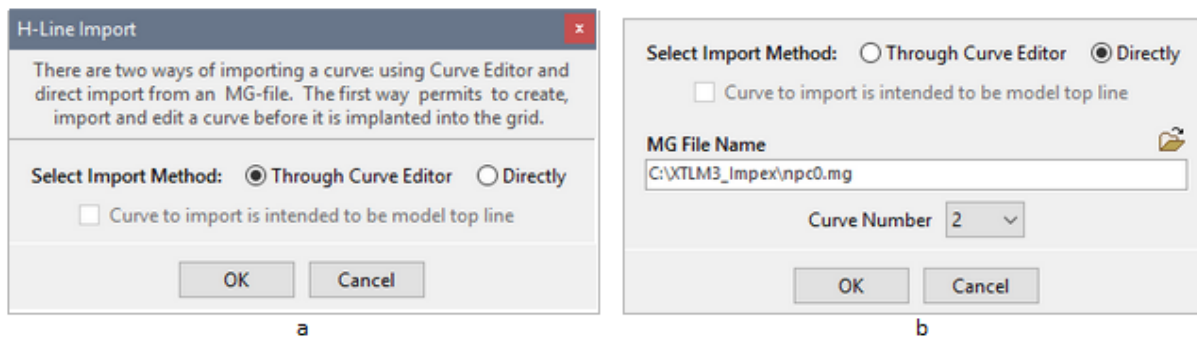 H-Line Import
x
There are two ways of importing a curve: using Curve Editor and
direct import from an MG-file. The first way permits to create,
import and edit a curve before it is implanted into the grid.
Select Import Method: Through Curve Editor Directly
Curve to import is intended to be model top line
OK Cancel
a
Select Import Method: Through Curve Editor Directly
Curve to import is intended to be model top line
MG File Name
C:\XTLM3_Impex\npc0.mg
Curve Number 2
OK Cancel
b